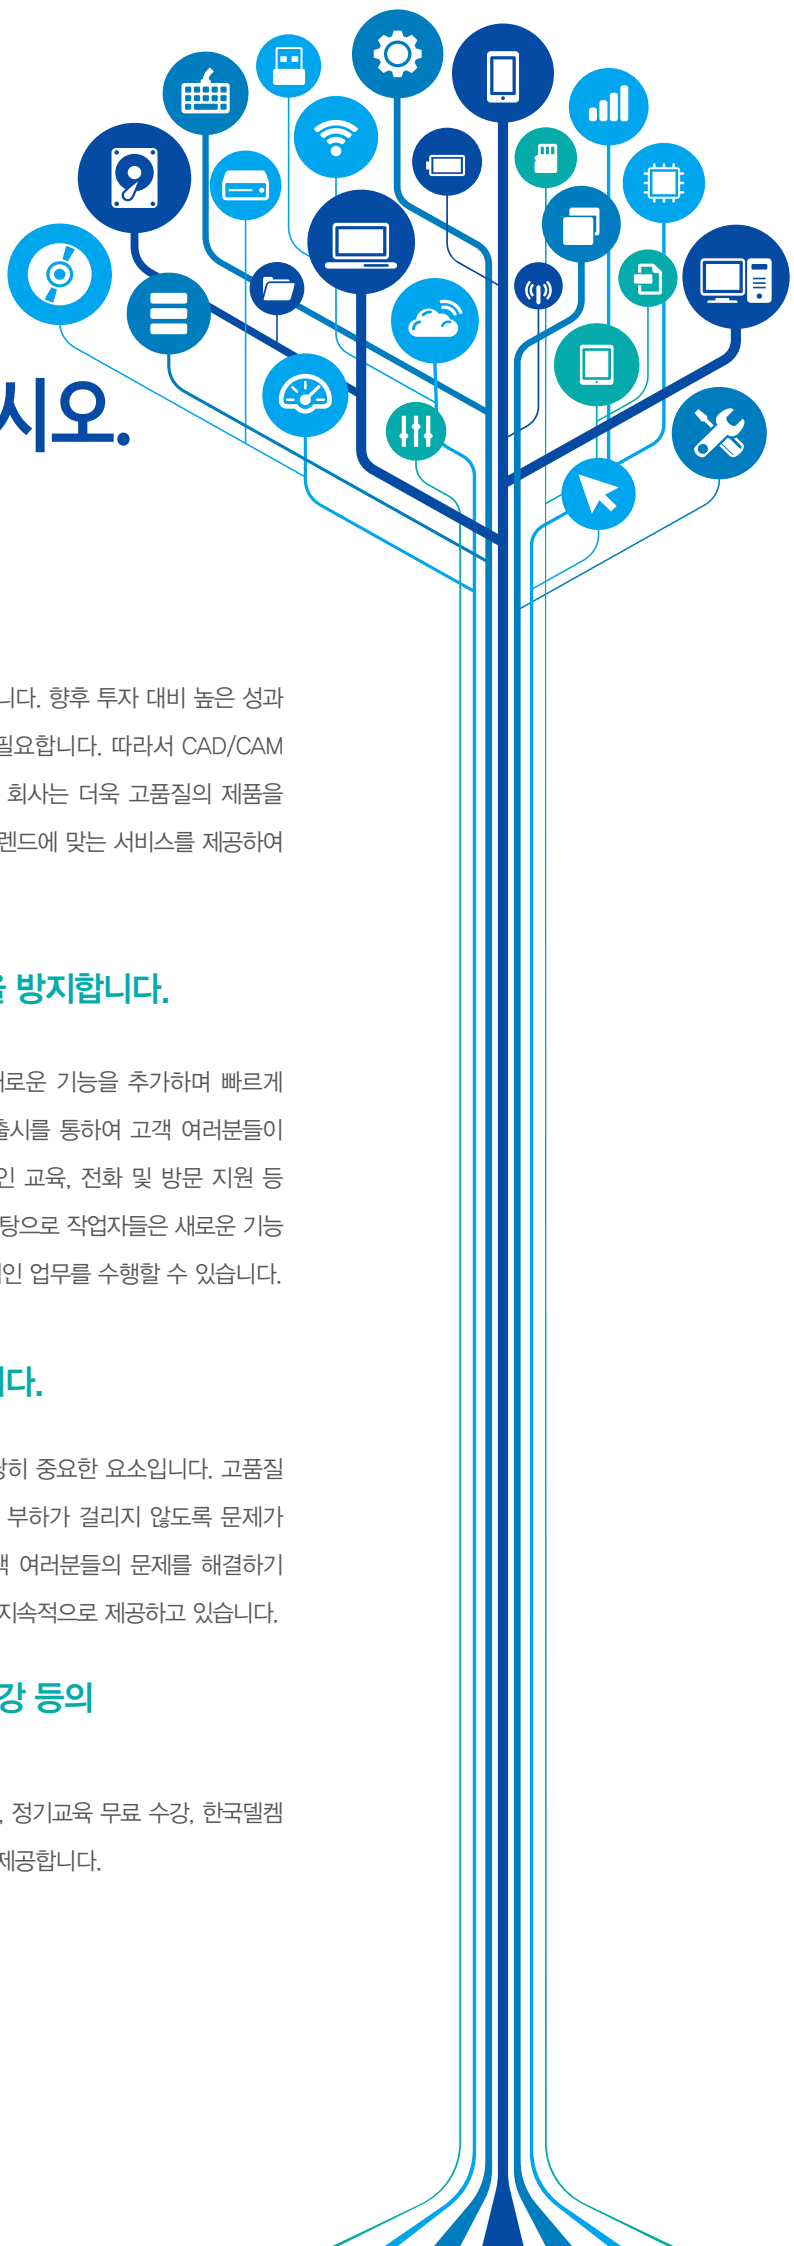 시오.
니다. 향후 투자 대비 높은 성과
필요합니다. 따라서 CAD/CAM
회사는 더욱 고품질의 제품을
렌드에 맞는 서비스를 제공하여
방지합니다.
새로운 기능을 추가하며 빠르게
출시를 통하여 고객 여러분들이
인 교육, 전화 및 방문 지원 등
탕으로 작업자들은 새로운 기능
적인 업무를 수행할 수 있습니다.
니다.
당히 중요한 요소입니다. 고품질
부하가 걸리지 않도록 문제가
객 여러분들의 문제를 해결하기
지속적으로 제공하고 있습니다.
강 등의
, 정기교육 무료 수강, 한국델켐
제공합니다.